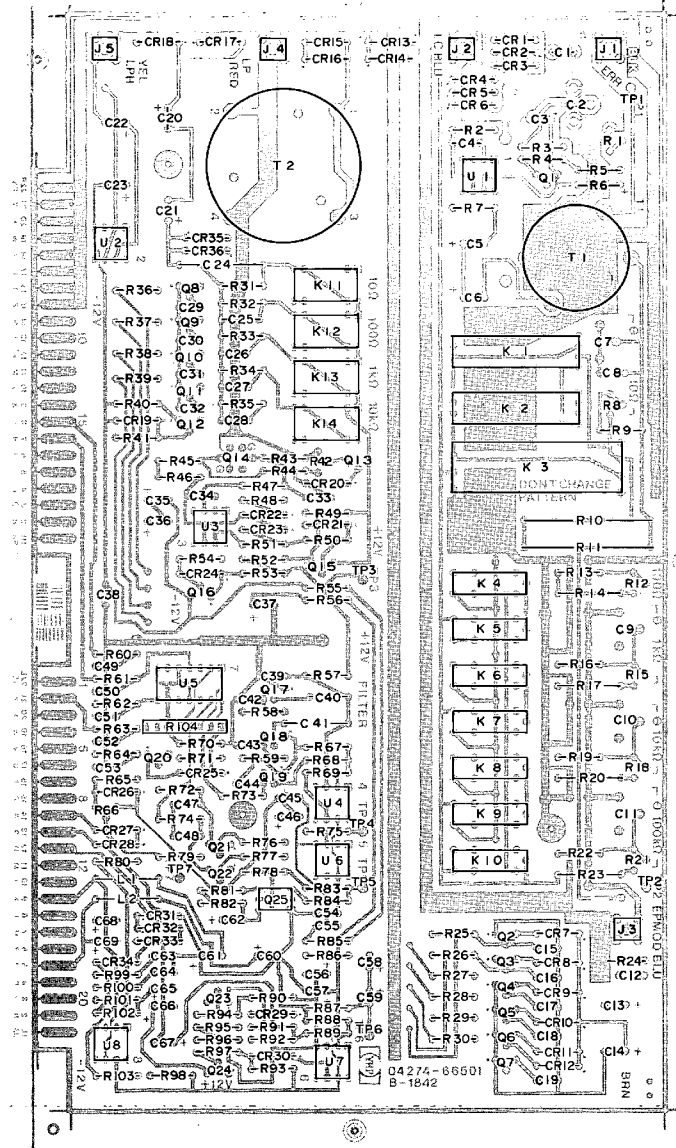 J5 CR18 CR17 J4 CR15 CR13 J2 CR1 J1
CR16 CR14 CR2 C1
CR3
YEL LPH LP RED LCRLU ERR
CR4 CR5 CR6
C22 C20 TP1
C2 C3
T2 R2 C4 R3 R4 R1
U1 Q1 R5 R6
C23 C21 R7
U2 CR35 CR36 C5 T1
C24
R36 Q8 R31 K11 10Ω C6
C29 R32
R37 Q9 C25 K12 100Ω
C30 R33 K1 C7
R38 Q10 C26
R39 C31 R34 K13 1KΩ C8
Q11 C27
R40 C32 R35 K14 10KΩ K2 R8
CR19 Q12 C28 R9
R41
R45 Q14 R43 R42 Q13 K3
R46 R44 CR20
R47 DON'T CHANGE
C35 C34 R48 C33 PATTERN
C36 U3 CR22 R49
CR23 CR21 R10
R51 R50 +12V
R54 R52 R11
CR24 R53 Q15 TP3
Q16 R55 K4 R13 R12
C38 R56 R14
-12V C37 K5 C9
R60
C49 +12V
R61 U5 C39 R57 K6 R16 R15
C50 Q17
R62 C42 C40 R17
C51 R58 FILTER
R63 R104 C41 K7 C10
C52 R70 Q18
R64 Q20 R71 C43 R67
C53 CR25 R59 R68 K8 R19 R18
R65 Q19 R69
CR26 R72 R73 C44 R20
R66 C47 C45 U4 K9 C11
R74 C46
CR27 C48 R75 TP4
CR28 Q21 R76 U6
R80 R79 R77 K10 R22 R21
L1 TP7 Q22 R78 R23
L2 R81 R83 TP5 TP2
R82 Q25 R84
C68 CR31 C62 C54
CR32 C55 J3
C69 CR33 R85 R25 Q2 CR7
CR34 C63 C61 C60 R86 C58 C15
R99 C64 R26 Q3 CR8 R24
R100 C56 R27 C16 C12
R101 C65 Q23 C57 Q4 CR9
R102 C66 R90 C59 R28 C17 C13
R94 CR29 R87 Q5 CR10
R95 R91 R88 R29 C18
R96 R92 R89 TP6 Q6 CR11
U8 C67 R97 CR30 R30 C14
Q24 R93 U7 Q7 CR12
R103 R98 +12V C19 BRN
-12V 04274-66501
B-1842